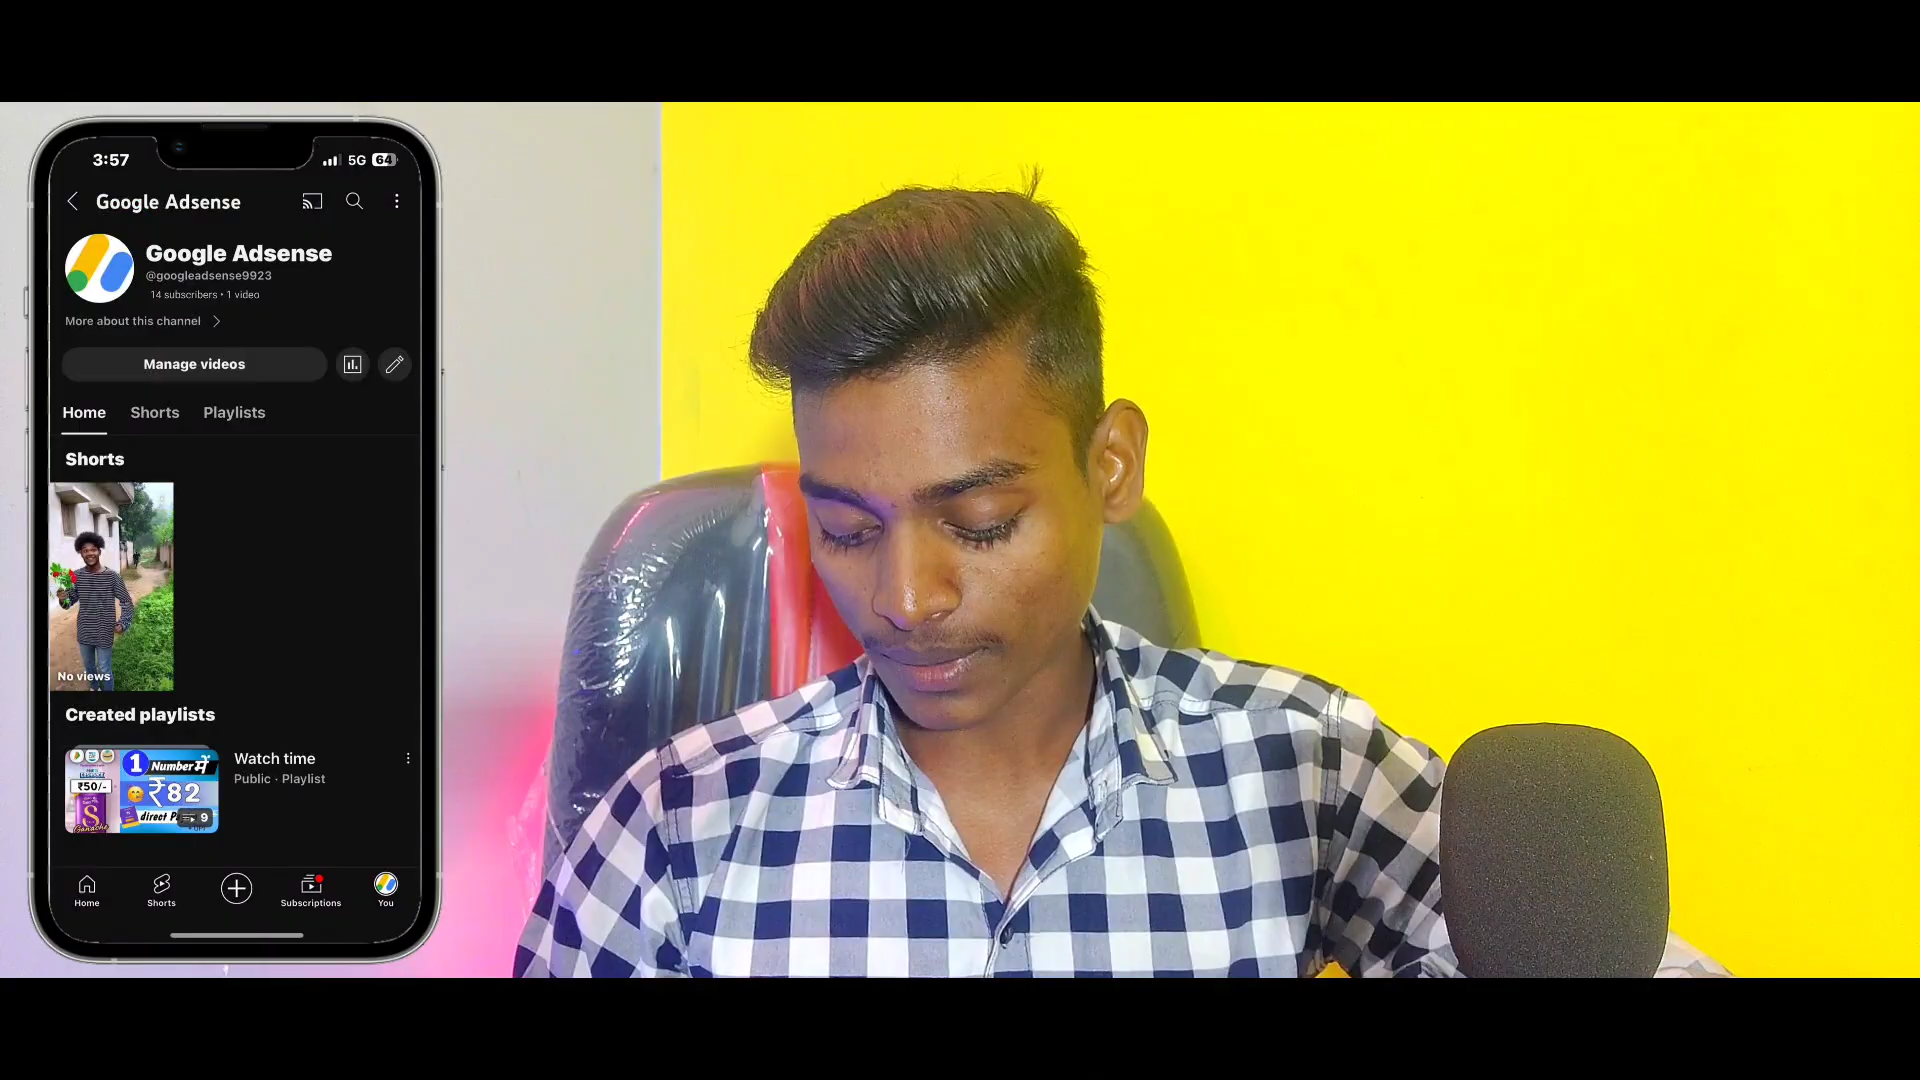 3:57
5G 64
Google Adsense
Google Adsense
@googleadsense9923
14 subscribers • 1 video
More about this channel
Manage videos
Home Shorts Playlists
Shorts
No views
Created playlists
1 Number में
₹50/-
₹82
S
direct
9
Ganache
Watch time
Public · Playlist
Home
Shorts
Subscriptions
You